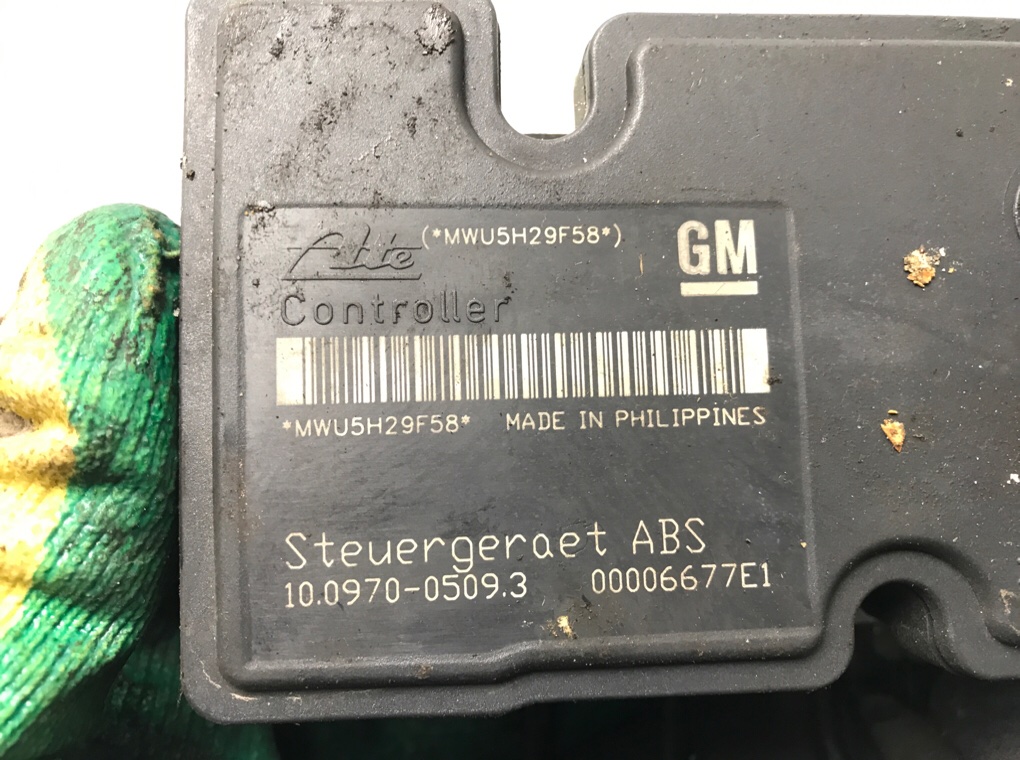 Ate (*MWU5H29F58*) GM
Controller
*MWU5H29F58* MADE IN PHILIPPINES
Steuergeraet ABS
10.0970-0509.3 00006677E1